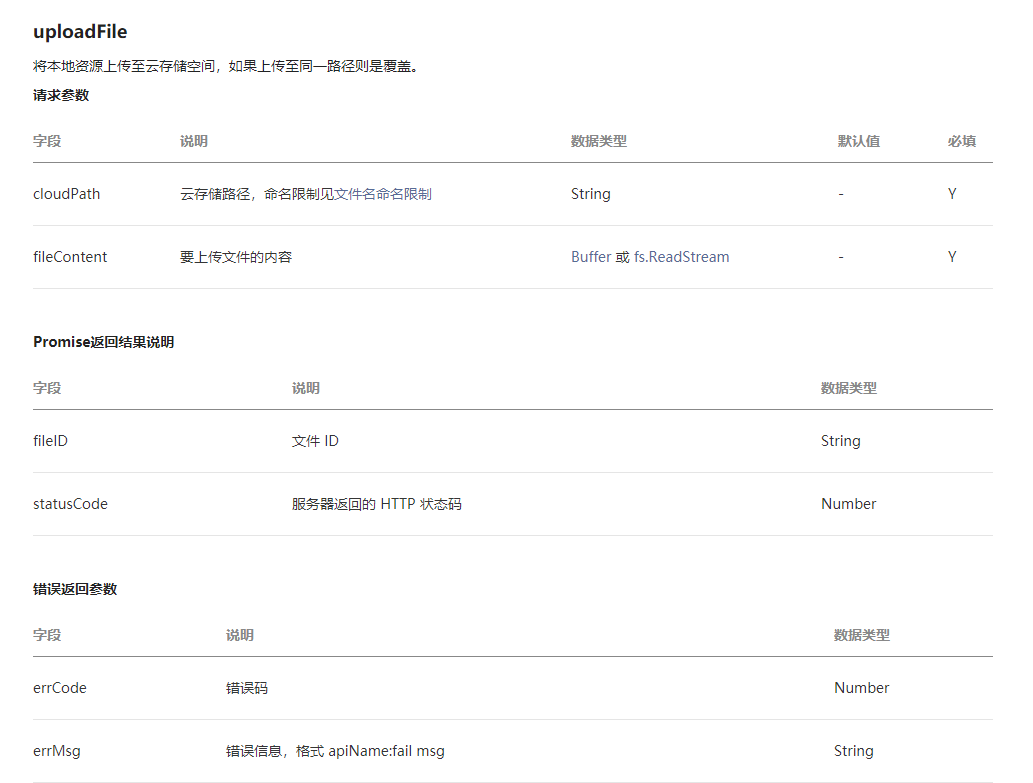 uploadFile
将本地资源上传至云存储空间，如果上传至同一路径则是覆盖。
请求参数
字段 说明 数据类型 默认值 必填
cloudPath 云存储路径，命名限制见文件名命名限制 String - Y
fileContent 要上传文件的内容 Buffer 或 fs.ReadStream - Y
Promise返回结果说明
字段 说明 数据类型
fileID 文件 ID String
statusCode 服务器返回的 HTTP 状态码 Number
错误返回参数
字段 说明 数据类型
errCode 错误码 Number
errMsg 错误信息，格式 apiName:fail msg String